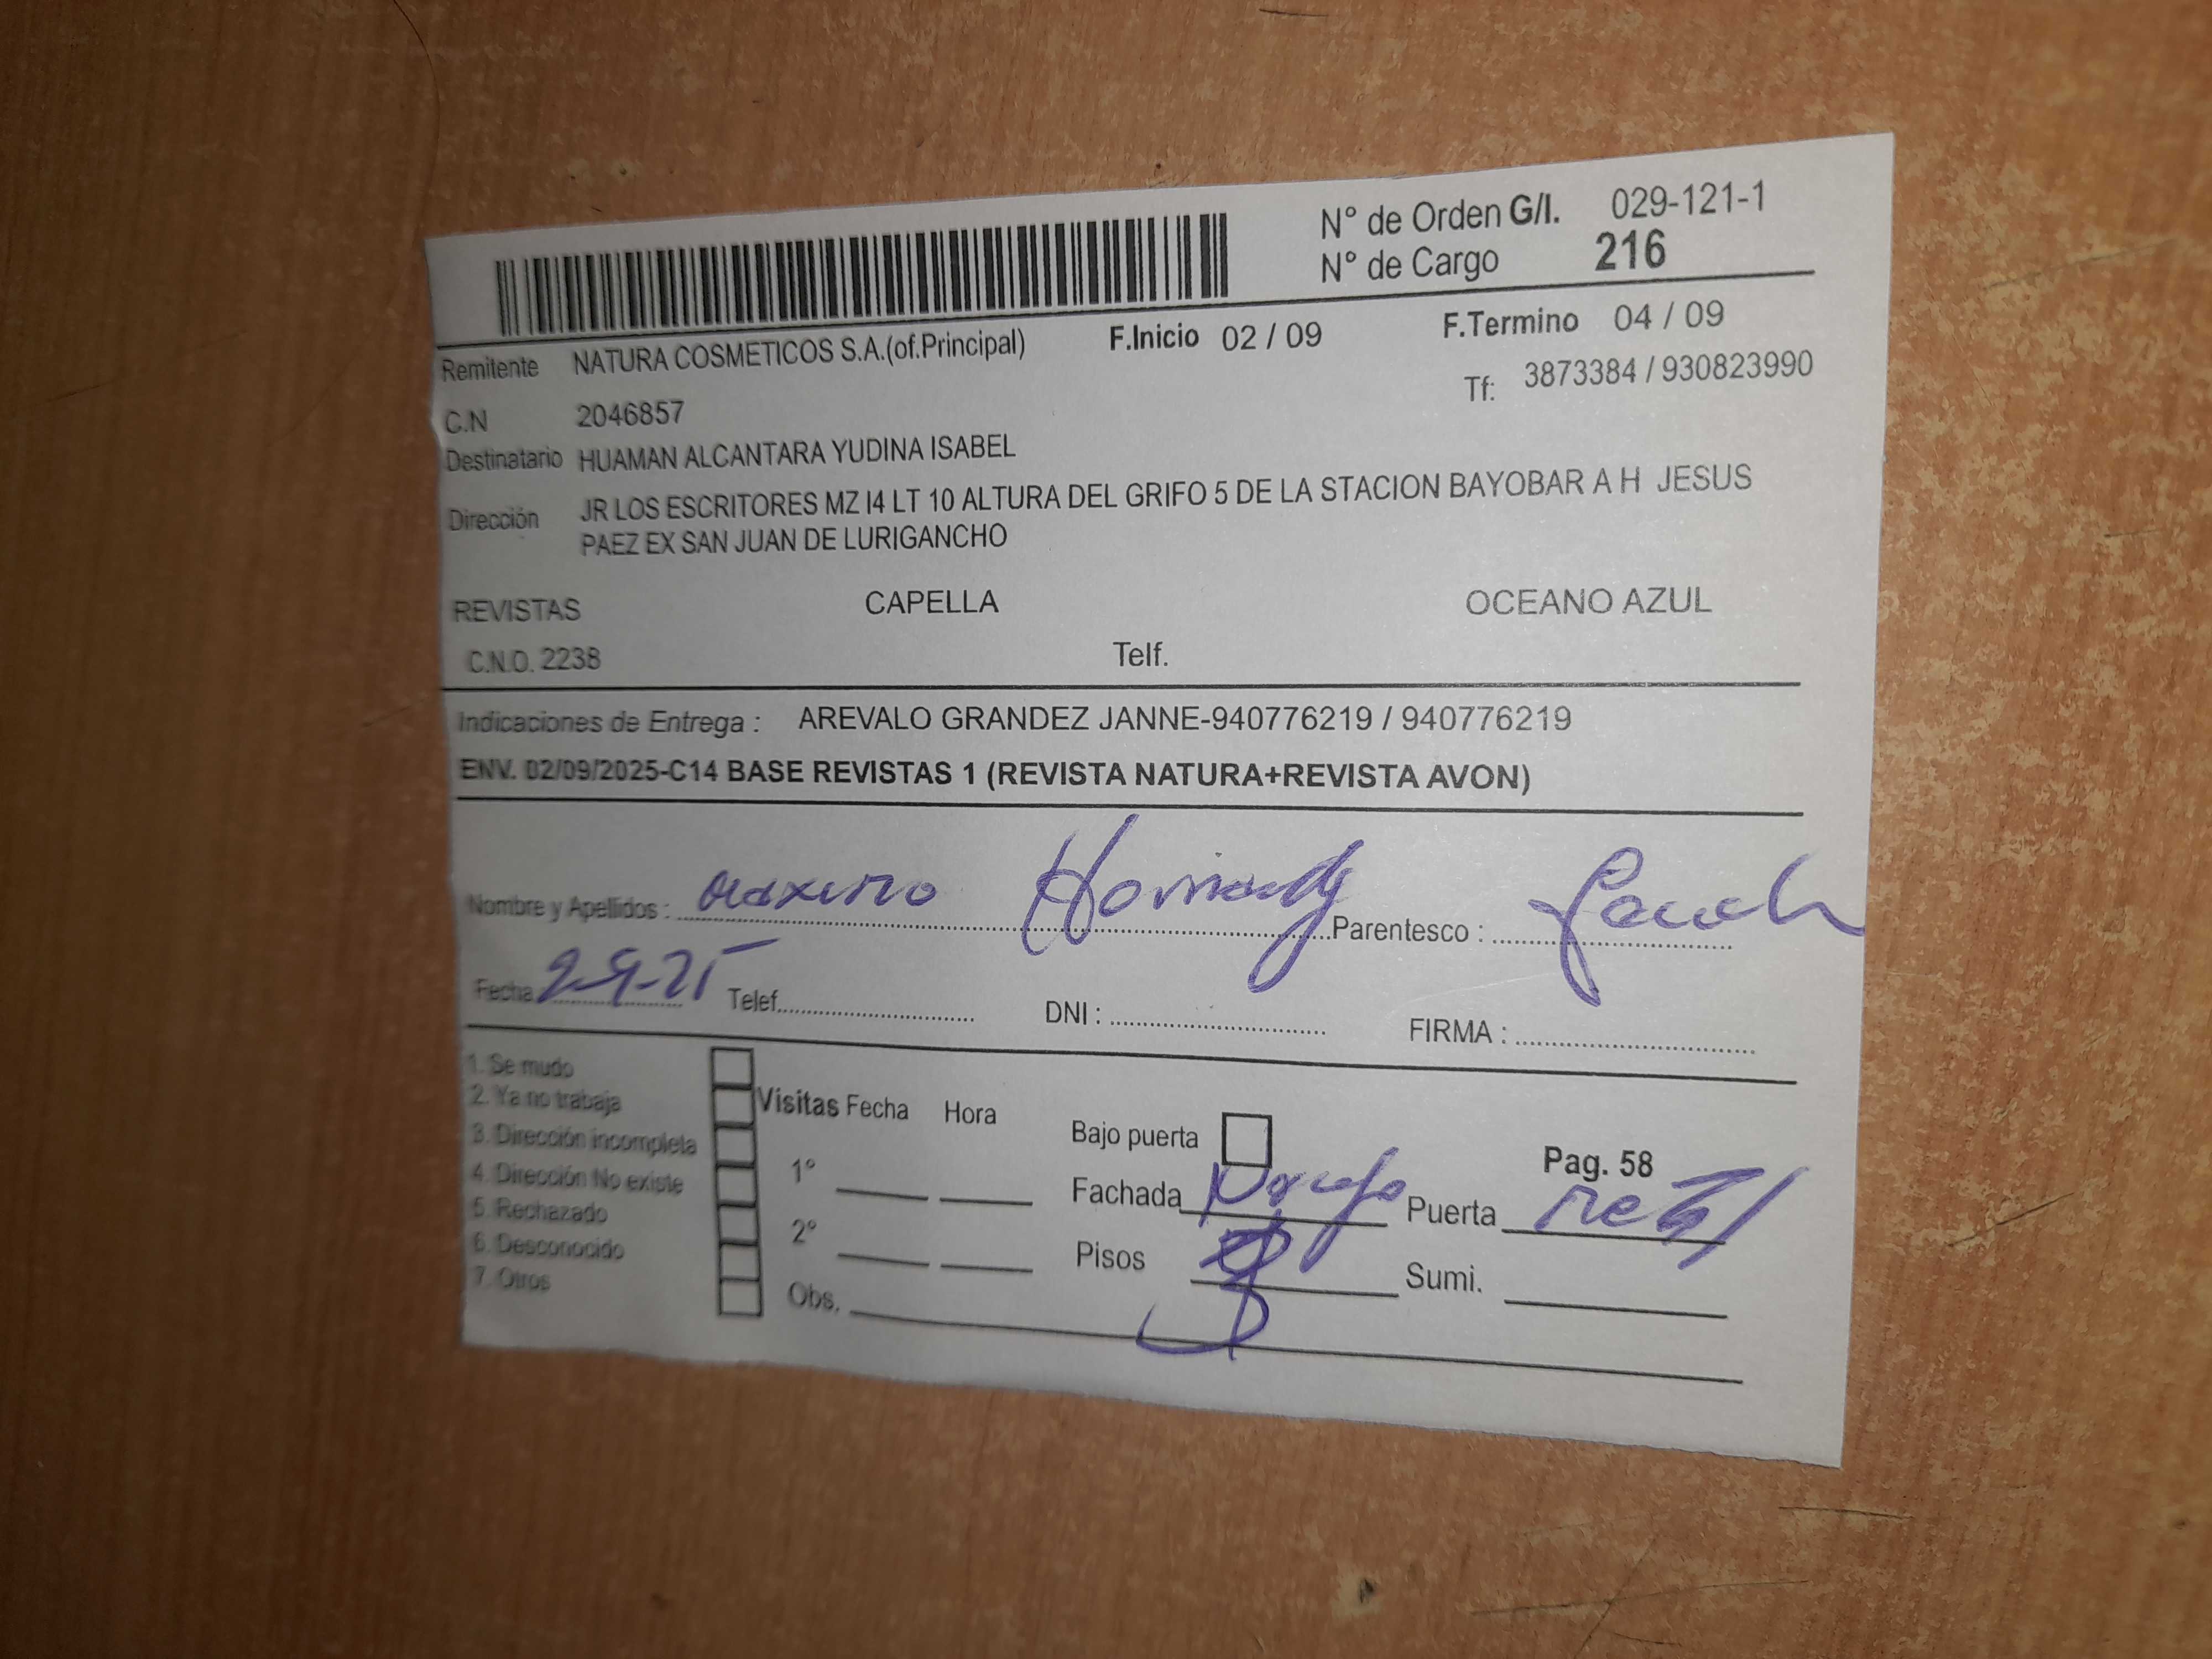 N° de Orden G/I. 029-121-1
N° de Cargo 216
Remitente NATURA COSMETICOS S.A.(of.Principal) F.Inicio 02 / 09 F.Termino 04 / 09
C.N 2046857 Tf: 3873384 / 930823990
Destinatario HUAMAN ALCANTARA YUDINA ISABEL
Dirección JR LOS ESCRITORES MZ I4 LT 10 ALTURA DEL GRIFO 5 DE LA STACION BAYOBAR A H JESUS
PAEZ EX SAN JUAN DE LURIGANCHO
REVISTAS CAPELLA OCEANO AZUL
C.N.O. 2238 Telf.
Indicaciones de Entrega : AREVALO GRANDEZ JANNE-940776219 / 940776219
ENV. 02/09/2025-C14 BASE REVISTAS 1 (REVISTA NATURA+REVISTA AVON)
Nombre y Apellidos : Parentesco :
Fecha 2-9-25 Telef. DNI : FIRMA :
1. Se mudo
2. Ya no trabaja Visitas Fecha Hora
3. Dirección incompleta Bajo puerta Pag. 58
4. Dirección No existe 1° Fachada Puerta
5. Rechazado
6. Desconocido 2° Pisos Sumi.
7. Otros Obs.